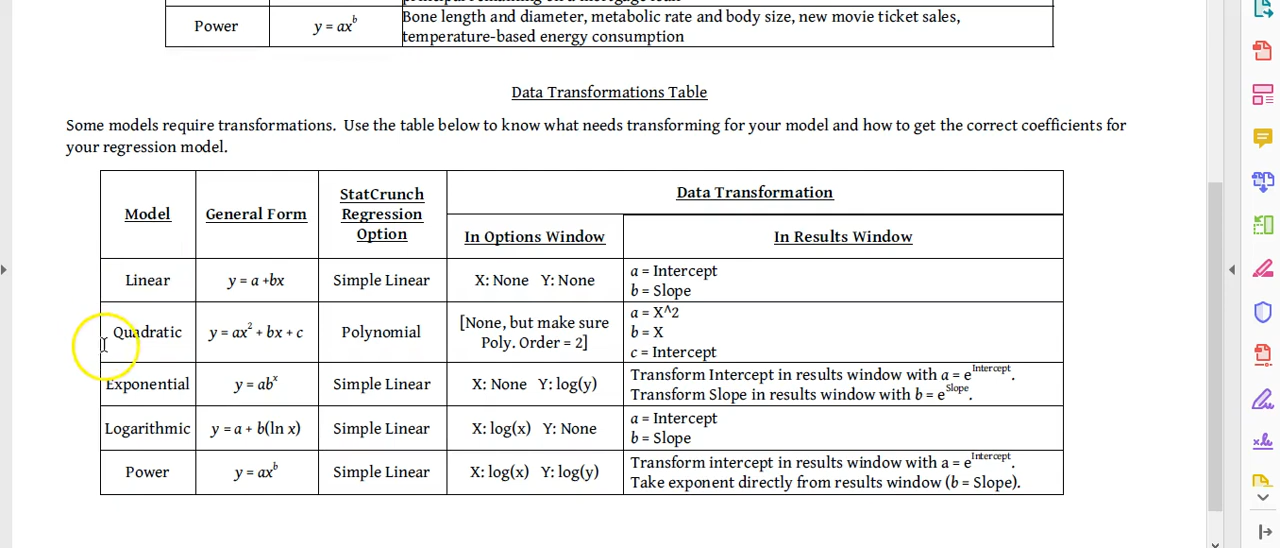 Power y = ax^b Bone length and diameter, metabolic rate and body size, new movie ticket sales,
temperature-based energy consumption
Data Transformations Table
Some models require transformations. Use the table below to know what needs transforming for your model and how to get the correct coefficients for
your regression model.
Model General Form StatCrunch Regression Option Data Transformation
In Options Window In Results Window
Linear y = a +bx Simple Linear X: None Y: None a = Intercept
b = Slope
Quadratic y = ax² + bx + c Polynomial [None, but make sure Poly. Order = 2] a = X^2
b = X
c = Intercept
Exponential y = ab^x Simple Linear X: None Y: log(y) Transform Intercept in results window with a = e^Intercept.
Transform Slope in results window with b = e^Slope.
Logarithmic y = a + b(ln x) Simple Linear X: log(x) Y: None a = Intercept
b = Slope
Power y = ax^b Simple Linear X: log(x) Y: log(y) Transform intercept in results window with a = e^Intercept.
Take exponent directly from results window (b = Slope).